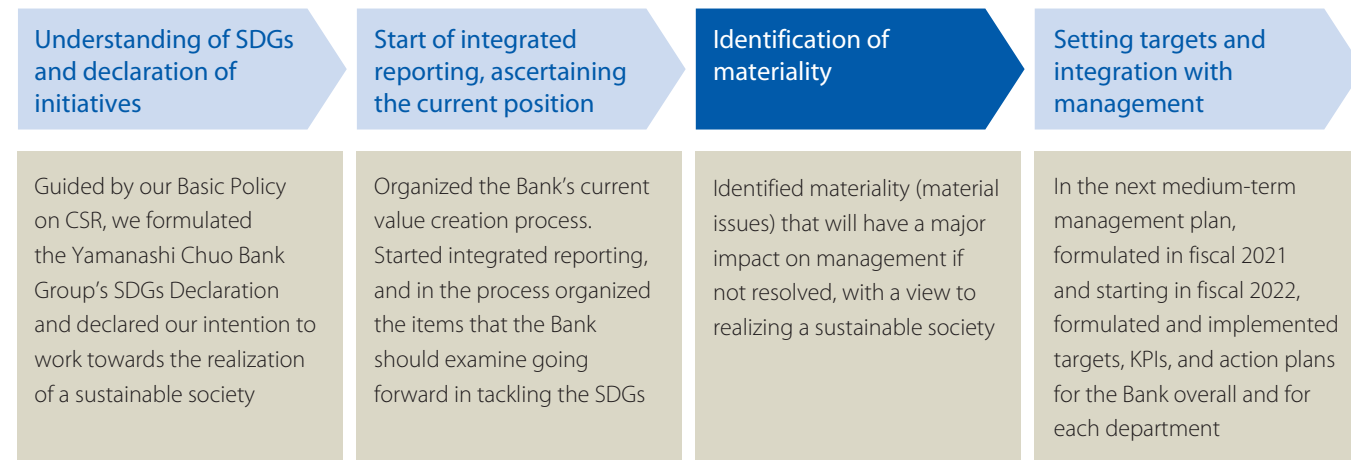 Understanding of SDGs
and declaration of
initiatives
Start of integrated
reporting, ascertaining
the current position
Identification of
materiality
Setting targets and
integration with
management
Guided by our Basic Policy
on CSR, we formulated
the Yamanashi Chuo Bank
Group's SDGs Declaration
and declared our intention to
work towards the realization
of a sustainable society
Organized the Bank's current
value creation process.
Started integrated reporting,
and in the process organized
the items that the Bank
should examine going
forward in tackling the SDGs
Identified materiality (material
issues) that will have a major
impact on management if
not resolved, with a view to
realizing a sustainable society
In the next medium-term
management plan,
formulated in fiscal 2021
and starting in fiscal 2022,
formulated and implemented
targets, KPIs, and action plans
for the Bank overall and for
each department